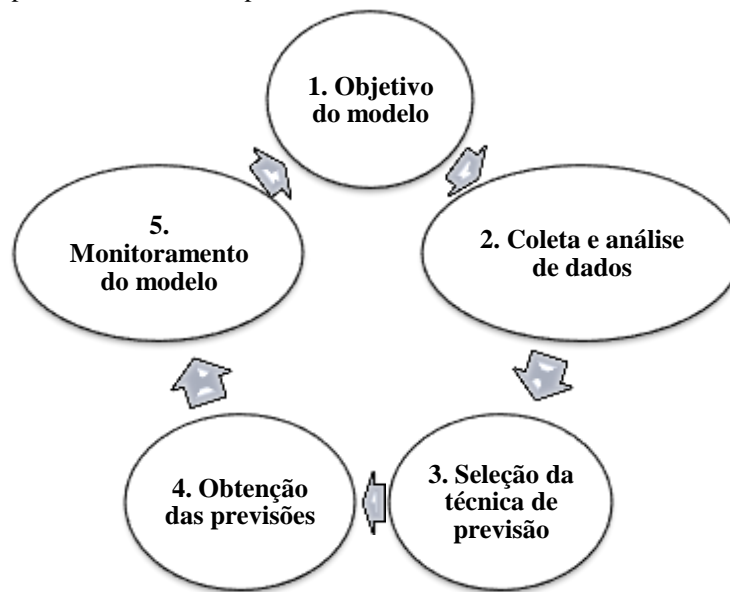 1. Objetivo
do modelo
2. Coleta e análise
de dados
3. Seleção da
técnica de
previsão
4. Obtenção
das previsões
5.
Monitoramento
do modelo